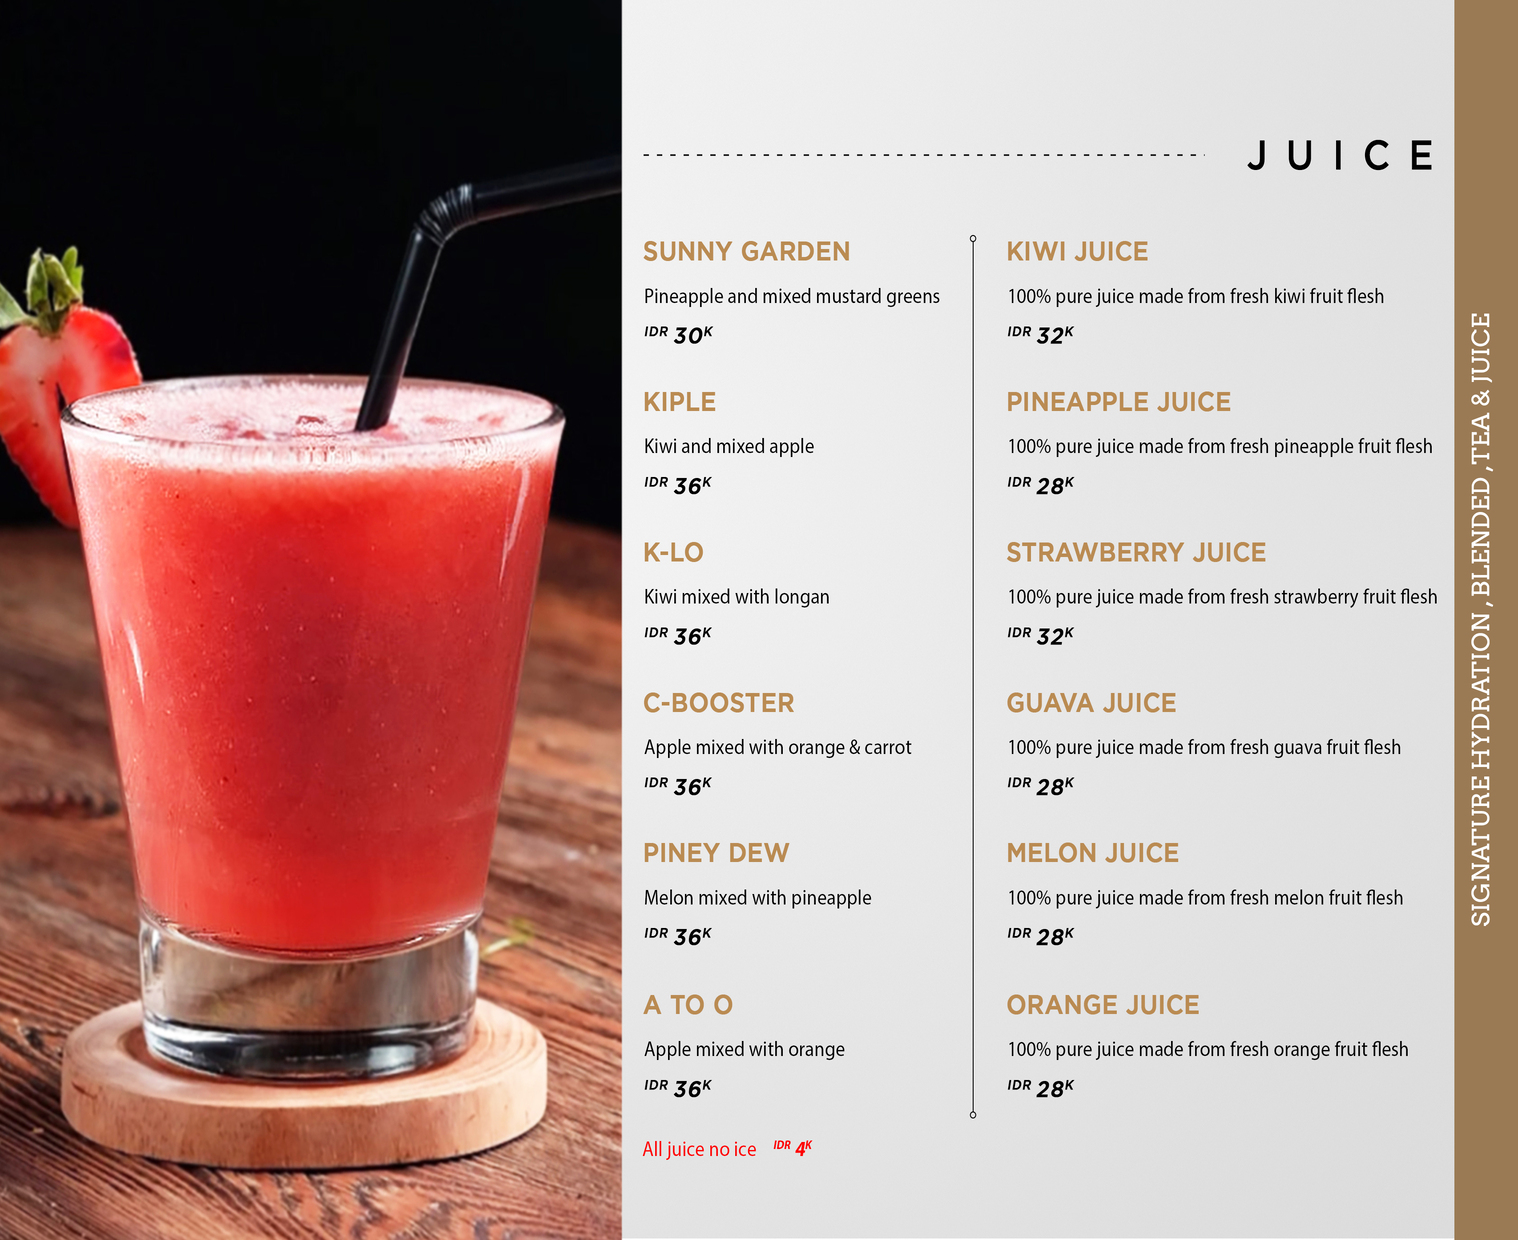 JUICE
SUNNY GARDEN
Pineapple and mixed mustard greens
IDR 30K
KIPLE
Kiwi and mixed apple
IDR 36K
K-LO
Kiwi mixed with longan
IDR 36K
C-BOOSTER
Apple mixed with orange & carrot
IDR 36K
PINEY DEW
Melon mixed with pineapple
IDR 36K
A TO O
Apple mixed with orange
IDR 36K
All juice no ice IDR 4K
KIWI JUICE
100% pure juice made from fresh kiwi fruit flesh
IDR 32K
PINEAPPLE JUICE
100% pure juice made from fresh pineapple fruit flesh
IDR 28K
STRAWBERRY JUICE
100% pure juice made from fresh strawberry fruit flesh
IDR 32K
GUAVA JUICE
100% pure juice made from fresh guava fruit flesh
IDR 28K
MELON JUICE
100% pure juice made from fresh melon fruit flesh
IDR 28K
ORANGE JUICE
100% pure juice made from fresh orange fruit flesh
IDR 28K
SIGNATURE HYDRATION , BLENDED ,TEA & JUICE